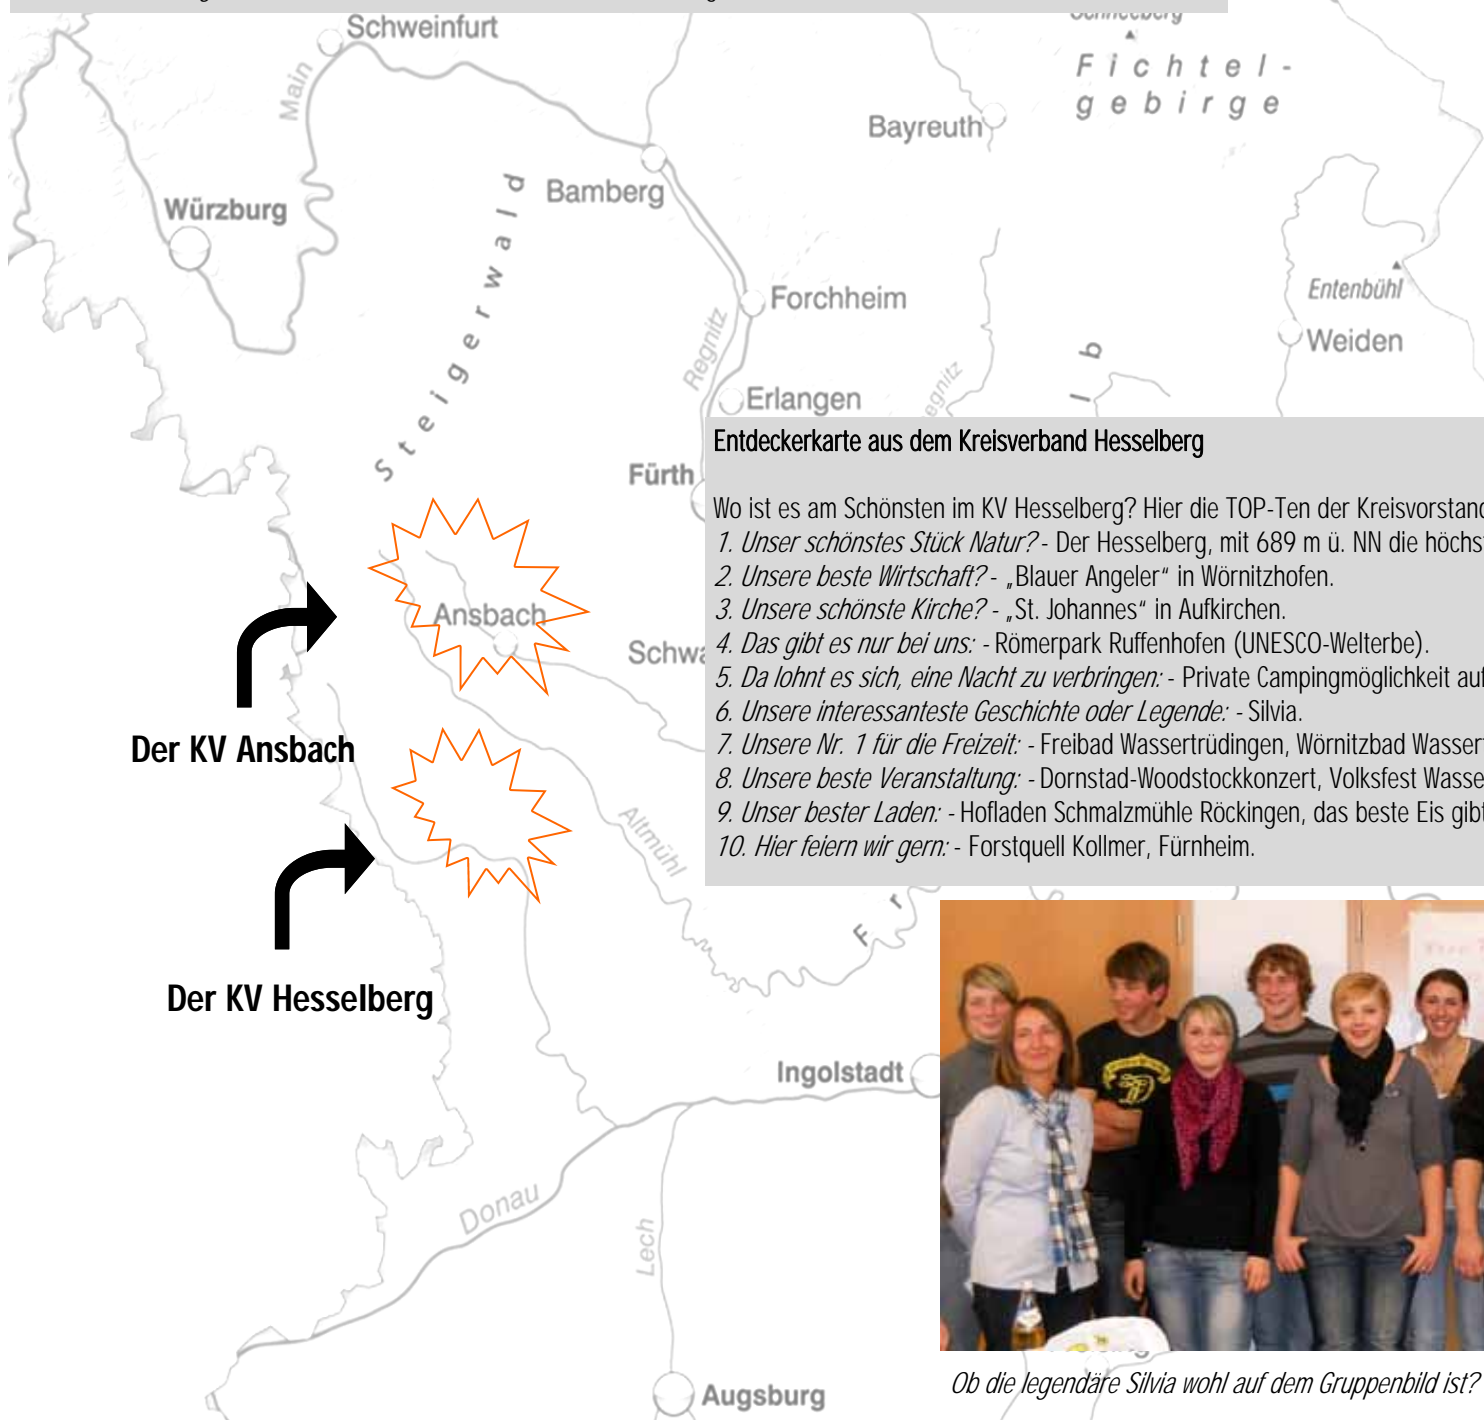 Schweinfurt
Main
Fichtel-
gebirge
Bayreuth
Würzburg
Bamberg
Steigerwald
Entenbühl
Forchheim
Regnitz
Weiden
Erlangen
Fürth
Entdeckerkarte aus dem Kreisverband Hesselberg
Wo ist es am Schönsten im KV Hesselberg? Hier die TOP-Ten der
1. Unser schönstes Stück Natur? - Der Hesselberg, mit 689 m ü. NN die
2. Unsere beste Wirtschaft? - „Blauer Angeler“ in Wörnitzhofen.
3. Unsere schönste Kirche? - „St. Johannes“ in Aufkirchen.
4. Das gibt es nur bei uns: - Römerpark Ruffenhofen (UNESCO-Welterbe).
5. Da lohnt es sich, eine Nacht zu verbringen: - Private Campingmöglichkeit
6. Unsere interessanteste Geschichte oder Legende: - Silvia.
7. Unsere Nr. 1 für die Freizeit: - Freibad Wassertrüdingen, Wörnitzbad
8. Unsere beste Veranstaltung: - Dornstad-Woodstockkonzert, Volksfest
9. Unser bester Laden: - Hofladen Schmalzmühle Röckingen, das beste Eis
10. Hier feiern wir gern: - Forstquell Kollmer, Fürnheim.
Ansbach
Der KV Ansbach
Altmühl
Der KV Hesselberg
Ingolstadt
Donau
Lech
Augsburg
Ob die legendäre Silvia wohl auf dem Gruppenbild ist?